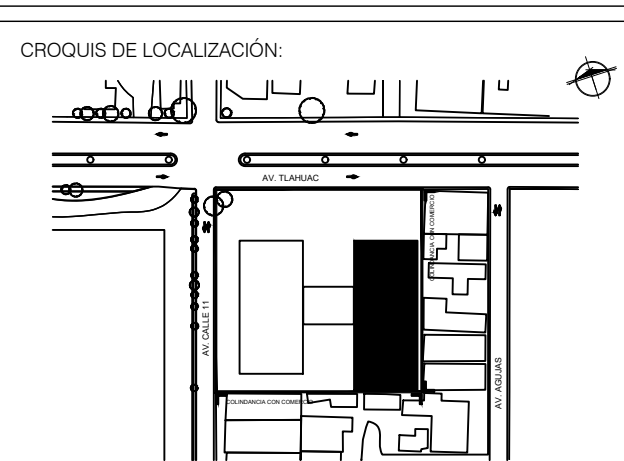 CROQUIS DE LOCALIZACIÓN:
AV. TLAHUAC
COLINDANCIA CON COMERCIO
AV. CALLE 11
AV. AGUJAS
COLINDANCIA CON COMERCIO